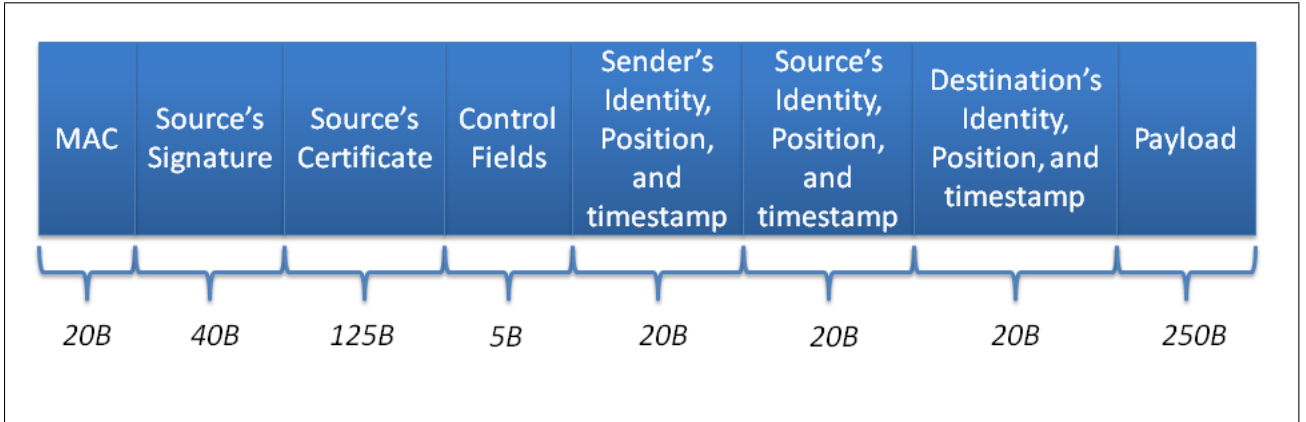 MAC
Source's
Signature
Source's
Certificate
Control
Fields
Sender's
Identity,
Position,
and
timestamp
Source's
Identity,
Position,
and
timestamp
Destination's
Identity,
Position, and
timestamp
Payload
20B
40B
125B
5B
20B
20B
20B
250B